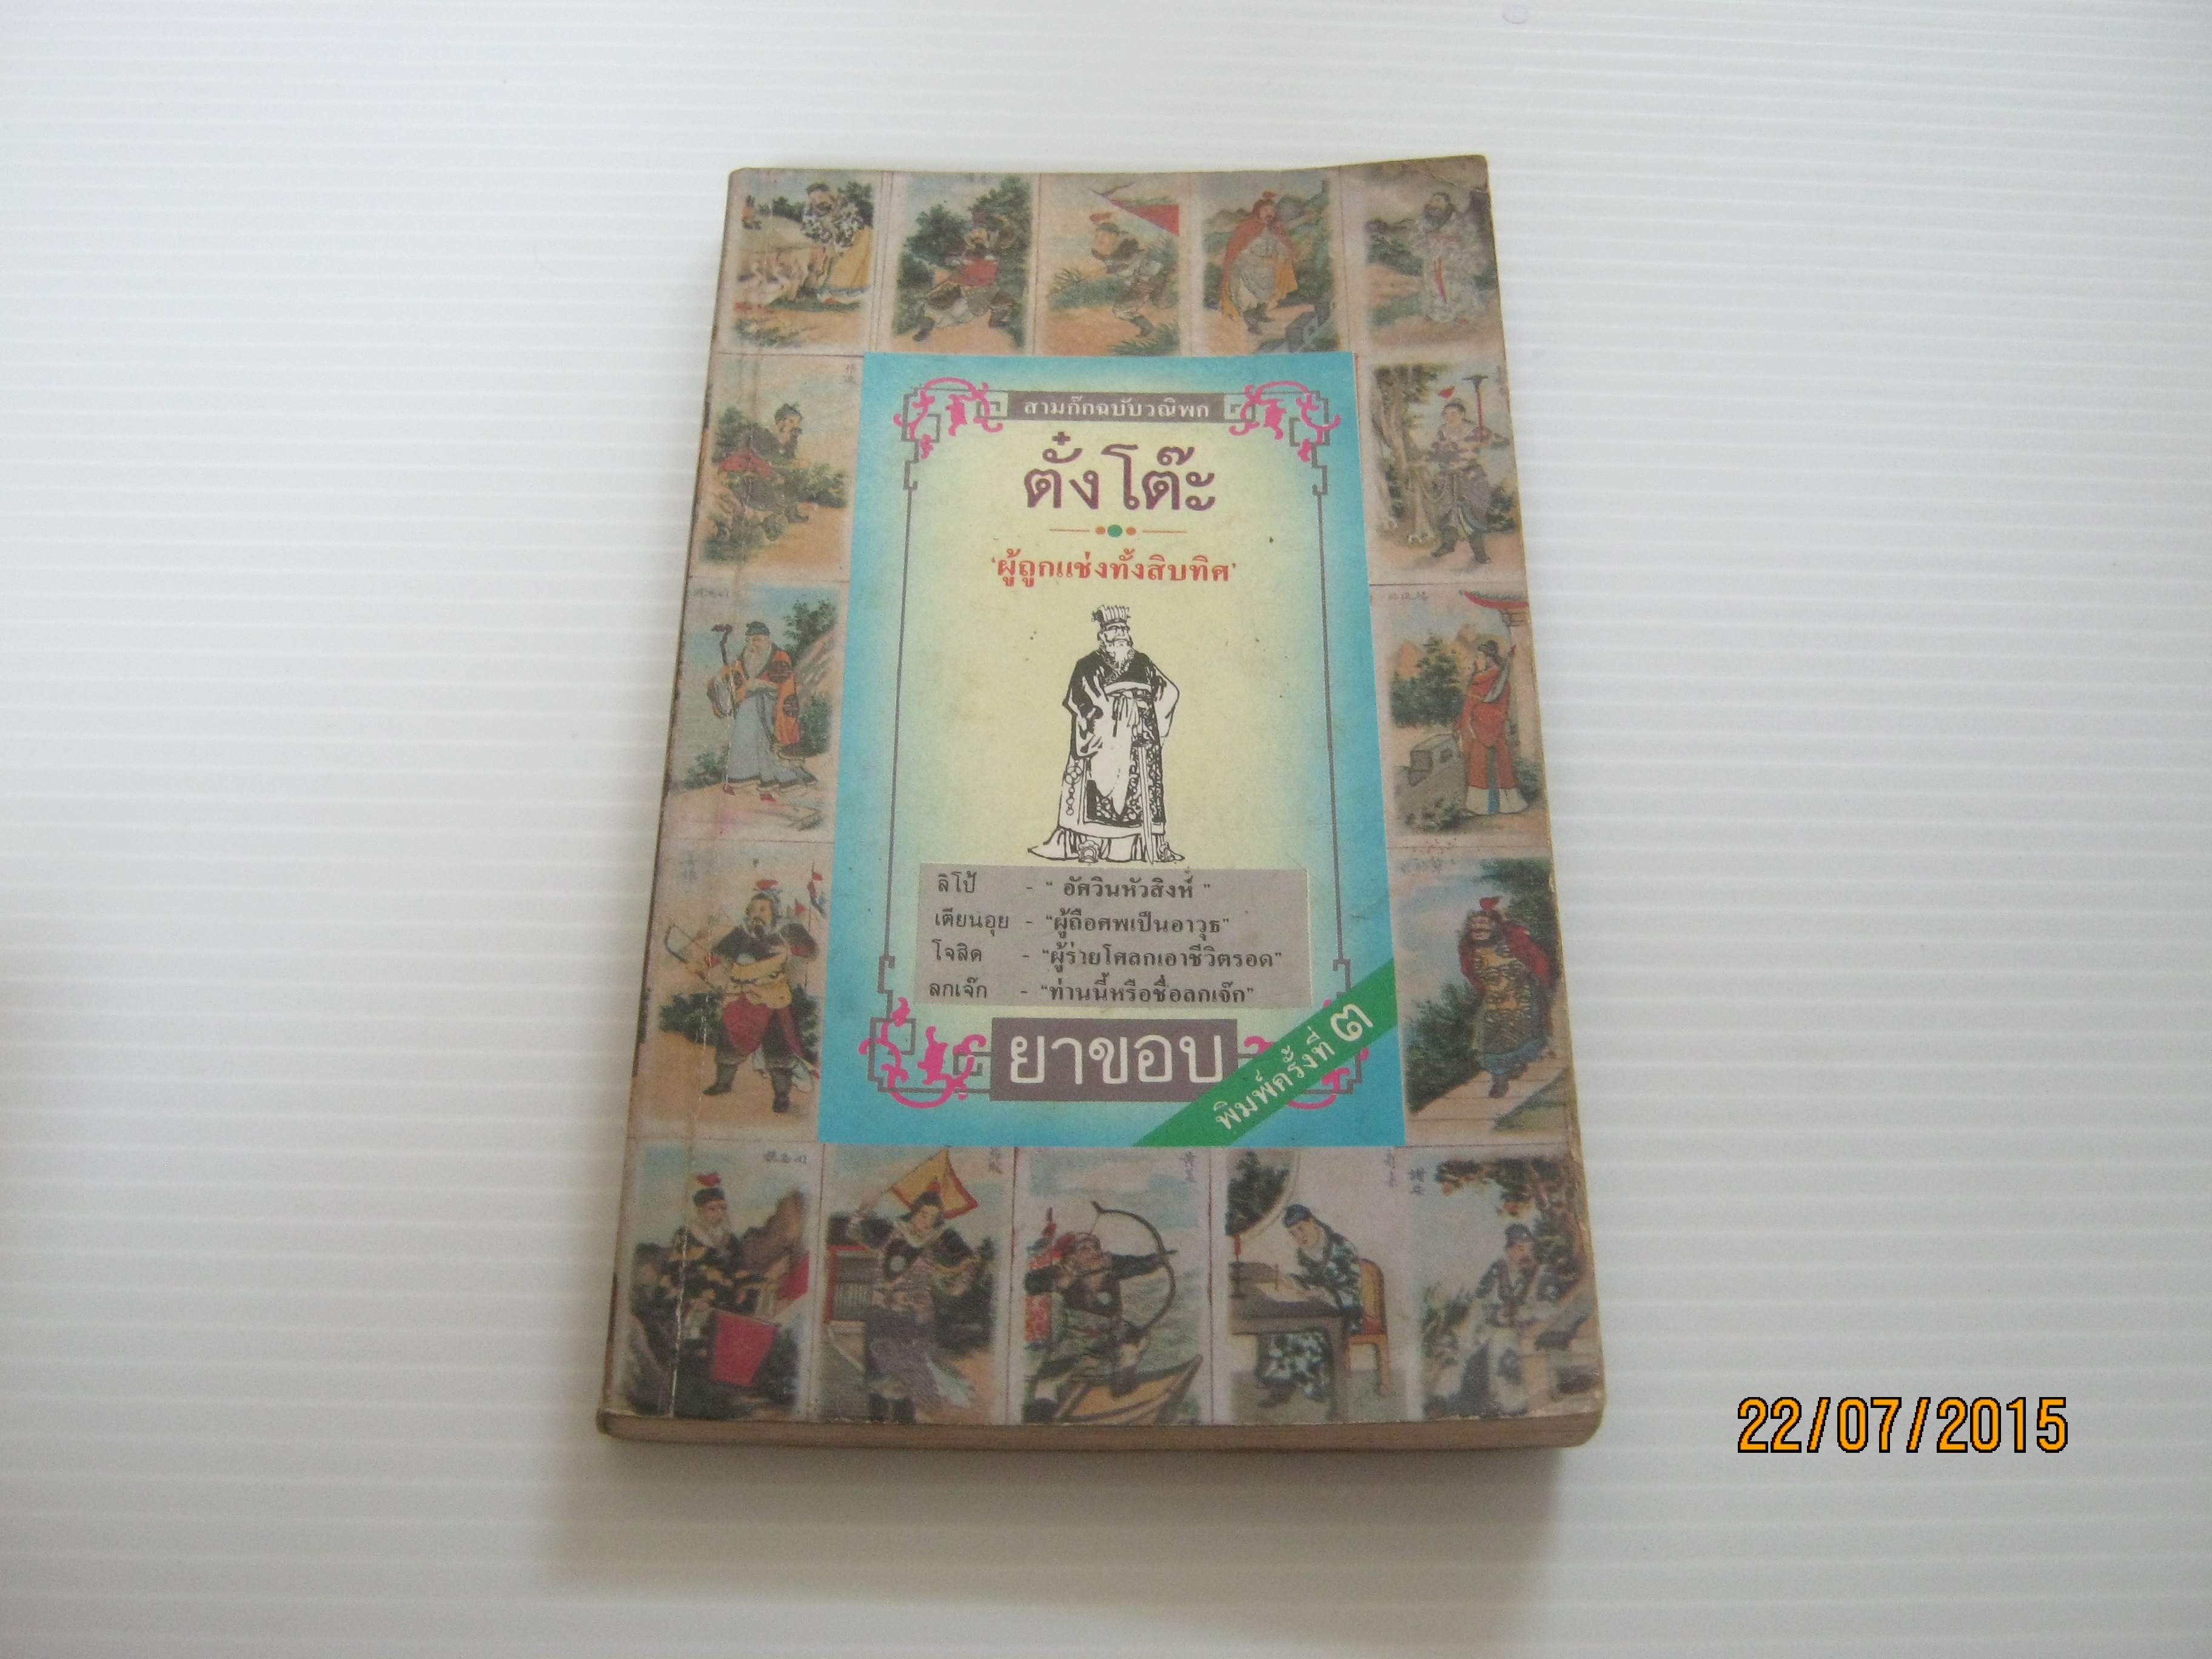 สามก๊กฉบับวณิพก
ตั๋งโต๊ะ
'ผู้ถูกแช่งทั้งสิบทิศ'
ลิโป้ - " อัศวินหัวสิงห์ "
เตียนอุย - "ผู้ถือศพเป็นอาวุธ"
โจสิด - "ผู้ร่ายโศลกเอาชีวิตรอด"
ลกเจ๊ก - "ท่านนี้หรือชื่อลกเจ๊ก"
ยาขอบ
พิมพ์ครั้งที่ ๓
22/07/2015